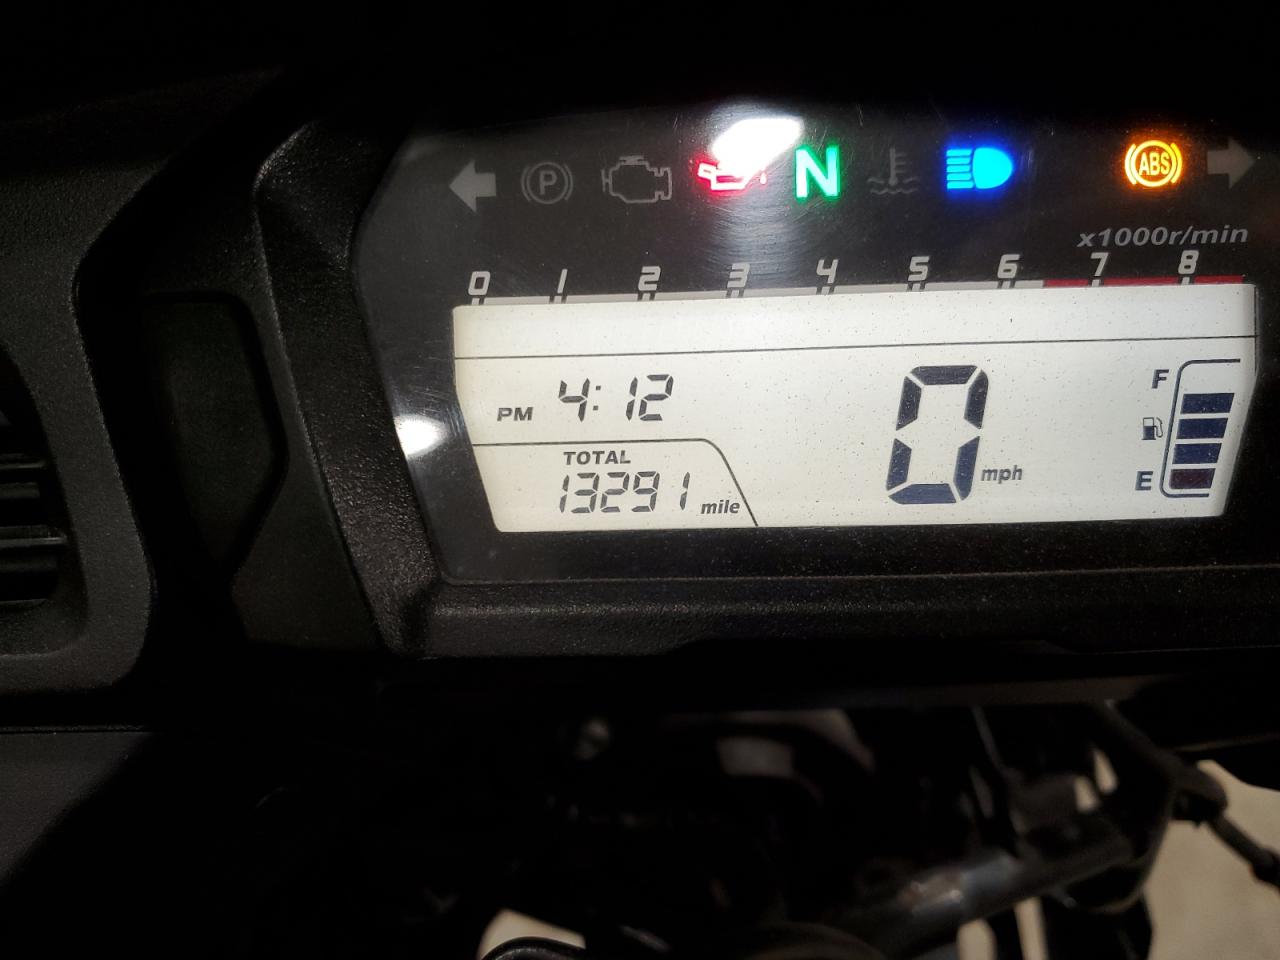 P
N
ABS
x1000r/min
0 1 2 3 4 5 6 7 8
PM 4:12
F
TOTAL
0 mph
E
13291 mile